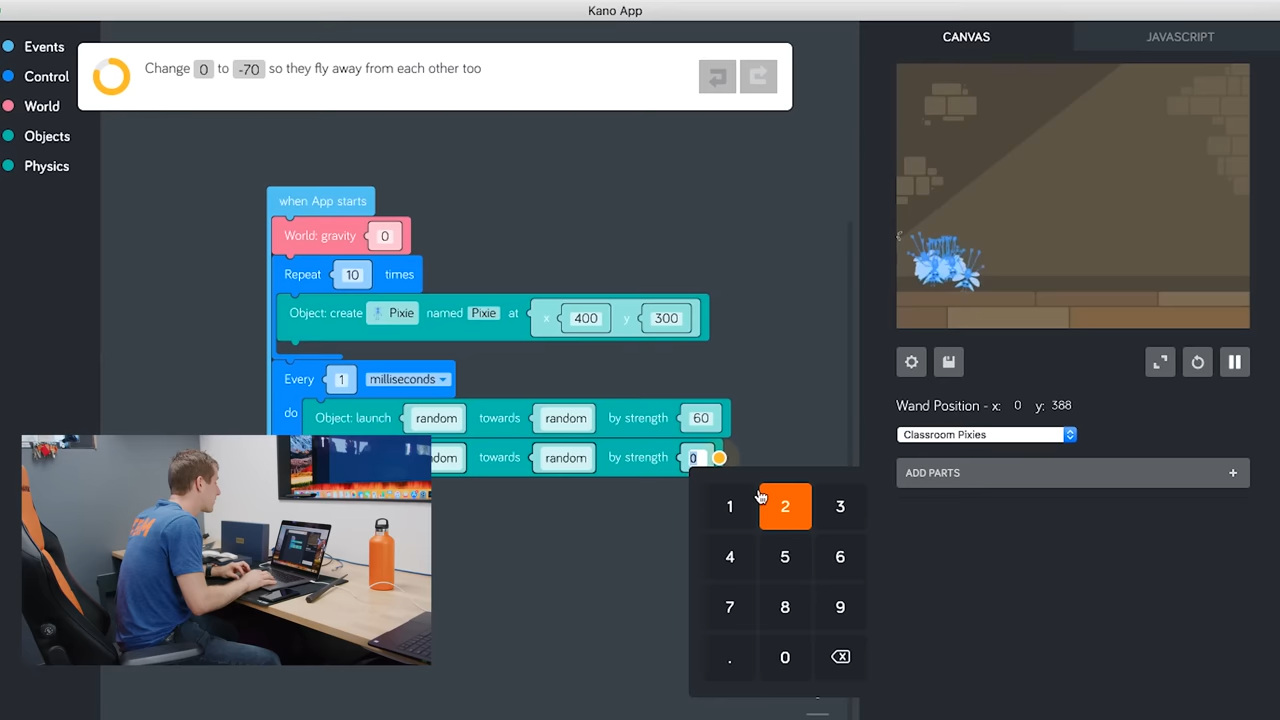 Kano App
Events
Control
World
Objects
Physics
Change 0 to -70 so they fly away from each other too
when App starts
World: gravity 0
Repeat 10 times
Object: create Pixie named Pixie at x 400 y 300
Every 1 milliseconds
do
Object: launch random towards random by strength 60
dom towards random by strength 0
1 2 3
4 5 6
7 8 9
. 0
CANVAS
JAVASCRIPT
Wand Position - x: 0 y: 388
Classroom Pixies
ADD PARTS +